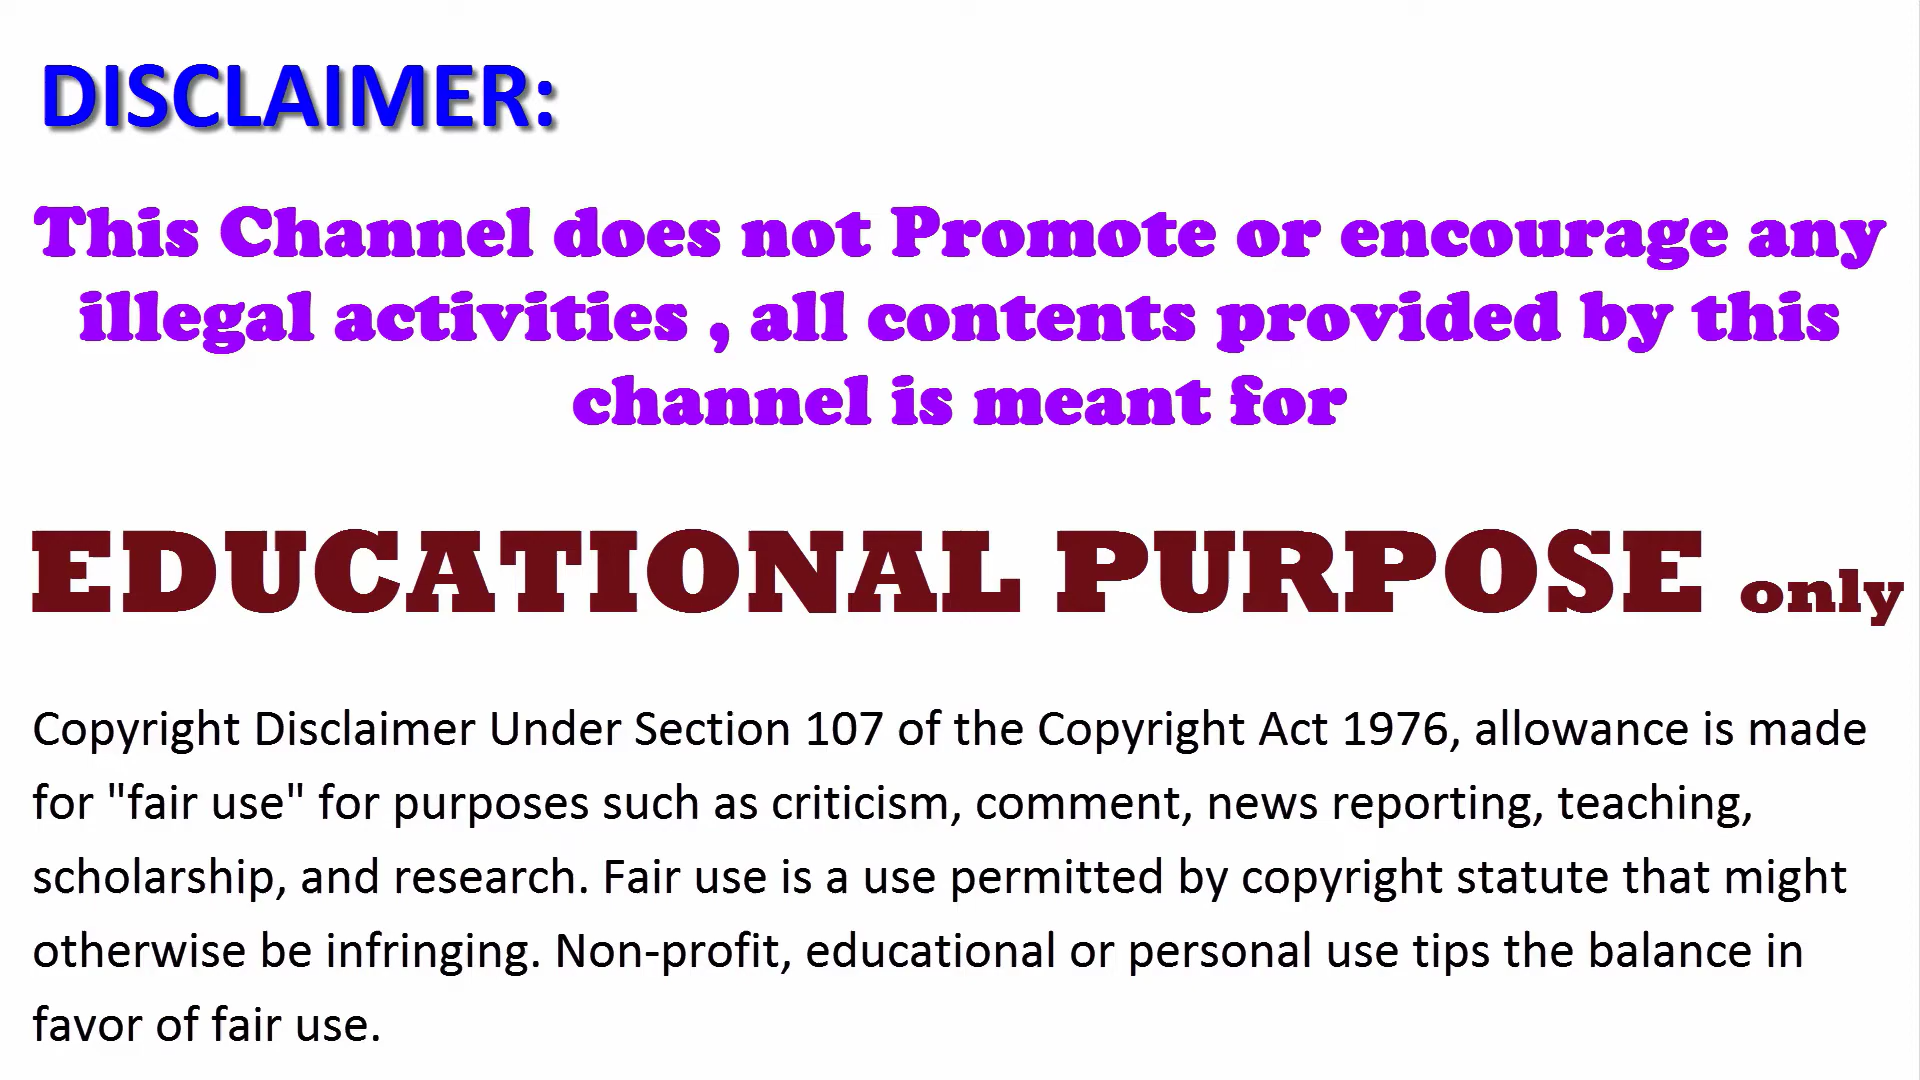 DISCLAIMER:
This Channel does not Promote or encourage any
illegal activities , all contents provided by this
channel is meant for
EDUCATIONAL PURPOSE only
Copyright Disclaimer Under Section 107 of the Copyright Act 1976, allowance is made
for "fair use" for purposes such as criticism, comment, news reporting, teaching,
scholarship, and research. Fair use is a use permitted by copyright statute that might
otherwise be infringing. Non-profit, educational or personal use tips the balance in
favor of fair use.